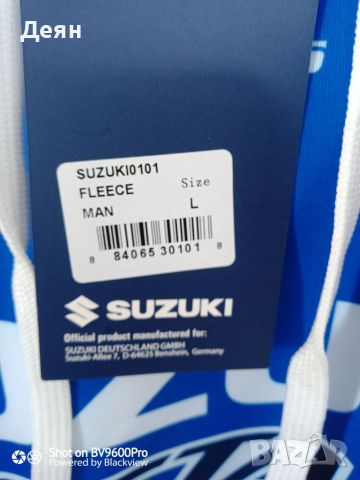 Деян
SUZUKI0101
FLEECE Size
MAN L
8 84065 30101 8
SUZUKI
Official product manufactured for:
SUZUKI DEUTSCHLAND GMBH
Suzuki-Allee 7, D-64625 Bensheim, Germany
Shot on BV9600Pro
Powered by Blackview
BAZAR